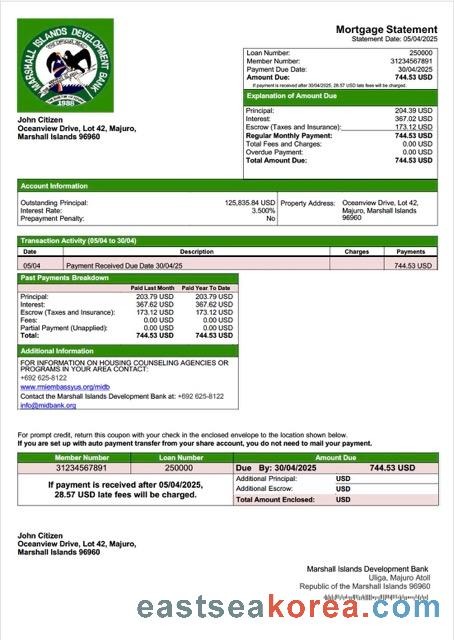 MARSHALL ISLANDS DEVELOPMENT BANK
1988
Mortgage Statement
Statement Date: 05/04/2025
Loan Number: 250000
Member Number: 31234567891
Payment Due Date: 30/04/2025
Amount Due: 744.53 USD
If payment is received after 30/04/2025, 28.57 USD late fees will be charged.
John Citizen
Oceanview Drive, Lot 42, Majuro,
Marshall Islands 96960
Explanation of Amount Due
Principal: 204.39 USD
Interest: 367.02 USD
Escrow (Taxes and Insurance): 173.12 USD
Regular Monthly Payment: 744.53 USD
Total Fees and Charges: 0.00 USD
Overdue Payment: 0.00 USD
Total Amount Due: 744.53 USD
Account Information
Outstanding Principal: 125,835.84 USD
Interest Rate: 3.500%
Prepayment Penalty: No
Property Address: Oceanview Drive, Lot 42,
Majuro, Marshall Islands
96960
Transaction Activity (05/04 to 30/04)
Date Description Charges Payments
05/04 Payment Received Due Date 30/04/25 744.53 USD
Past Payments Breakdown
Paid Last Month Paid Year To Date
Principal: 203.79 USD 203.79 USD
Interest: 367.62 USD 367.62 USD
Escrow (Taxes and Insurance): 173.12 USD 173.12 USD
Fees: 0.00 USD 0.00 USD
Partial Payment (Unapplied): 0.00 USD 0.00 USD
Total: 744.53 USD 744.53 USD
Additional Information
FOR INFORMATION ON HOUSING COUNSELING AGENCIES OR
PROGRAMS IN YOUR AREA CONTACT:
+692 625-8122
www.rmiembassyus.org/midb
Contact the Marshall Islands Development Bank at: +692 625-8122
info@midbank.org
For prompt credit, return this coupon with your check in the enclosed envelope to the location shown below.
If you are set up with auto payment transfer from your share account, you do not need to mail your payment.
Member Number Loan Number Amount Due
31234567891 250000 Due By: 30/04/2025 744.53 USD
If payment is received after 05/04/2025,
28.57 USD late fees will be charged.
Additional Principal: USD
Additional Escrow: USD
Total Amount Enclosed: USD
John Citizen
Oceanview Drive, Lot 42, Majuro,
Marshall Islands 96960
Marshall Islands Development Bank
Uliga, Majuro Atoll
Republic of the Marshall Islands 96960
eastseakorea.com